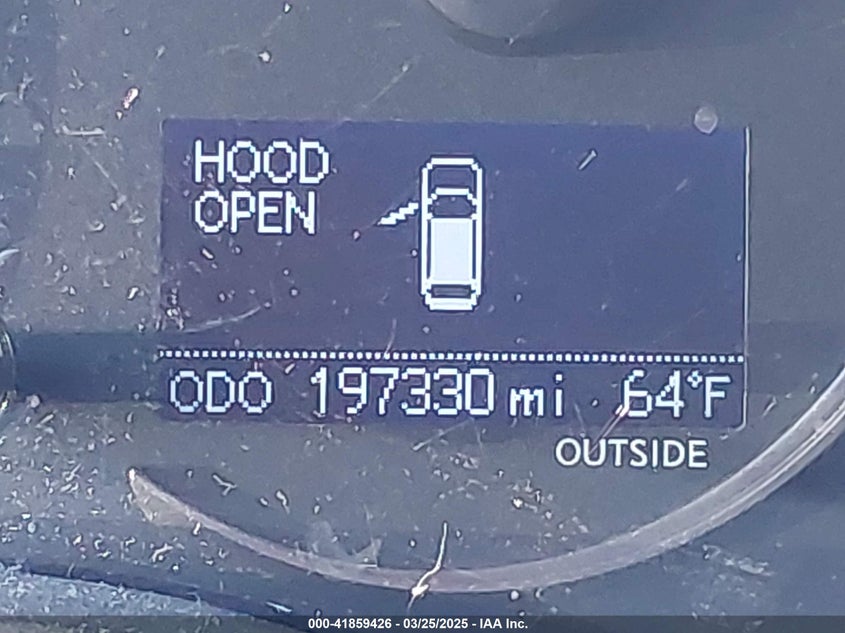 HOOD
OPEN
ODO 197330 mi 64°F
OUTSIDE
000-41859426 - 03/25/2025 - IAA Inc.